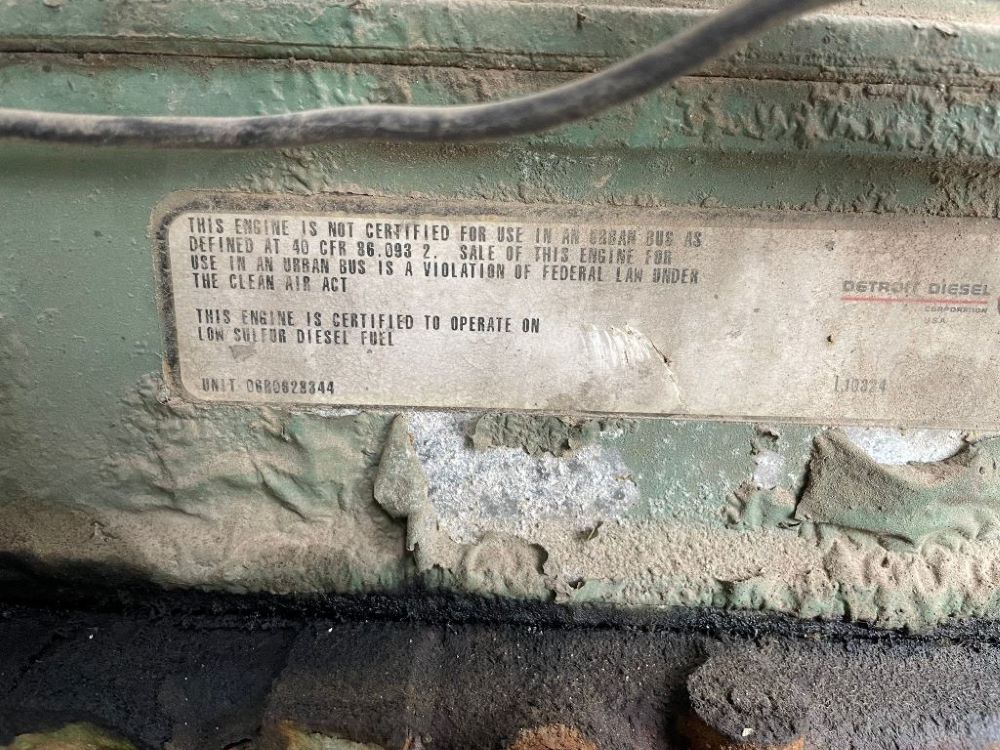 THIS ENGINE IS NOT CERTIFIED FOR USE IN AN URBAN BUS AS
DEFINED AT 40 CFR 86.093 2. SALE OF THIS ENGINE FOR
USE IN AN URBAN BUS IS A VIOLATION OF FEDERAL LAW UNDER
THE CLEAN AIR ACT
THIS ENGINE IS CERTIFIED TO OPERATE ON
LOW SULFUR DIESEL FUEL
DETROIT DIESEL
CORPORATION
USA
UNIT 06R0628344
L10324